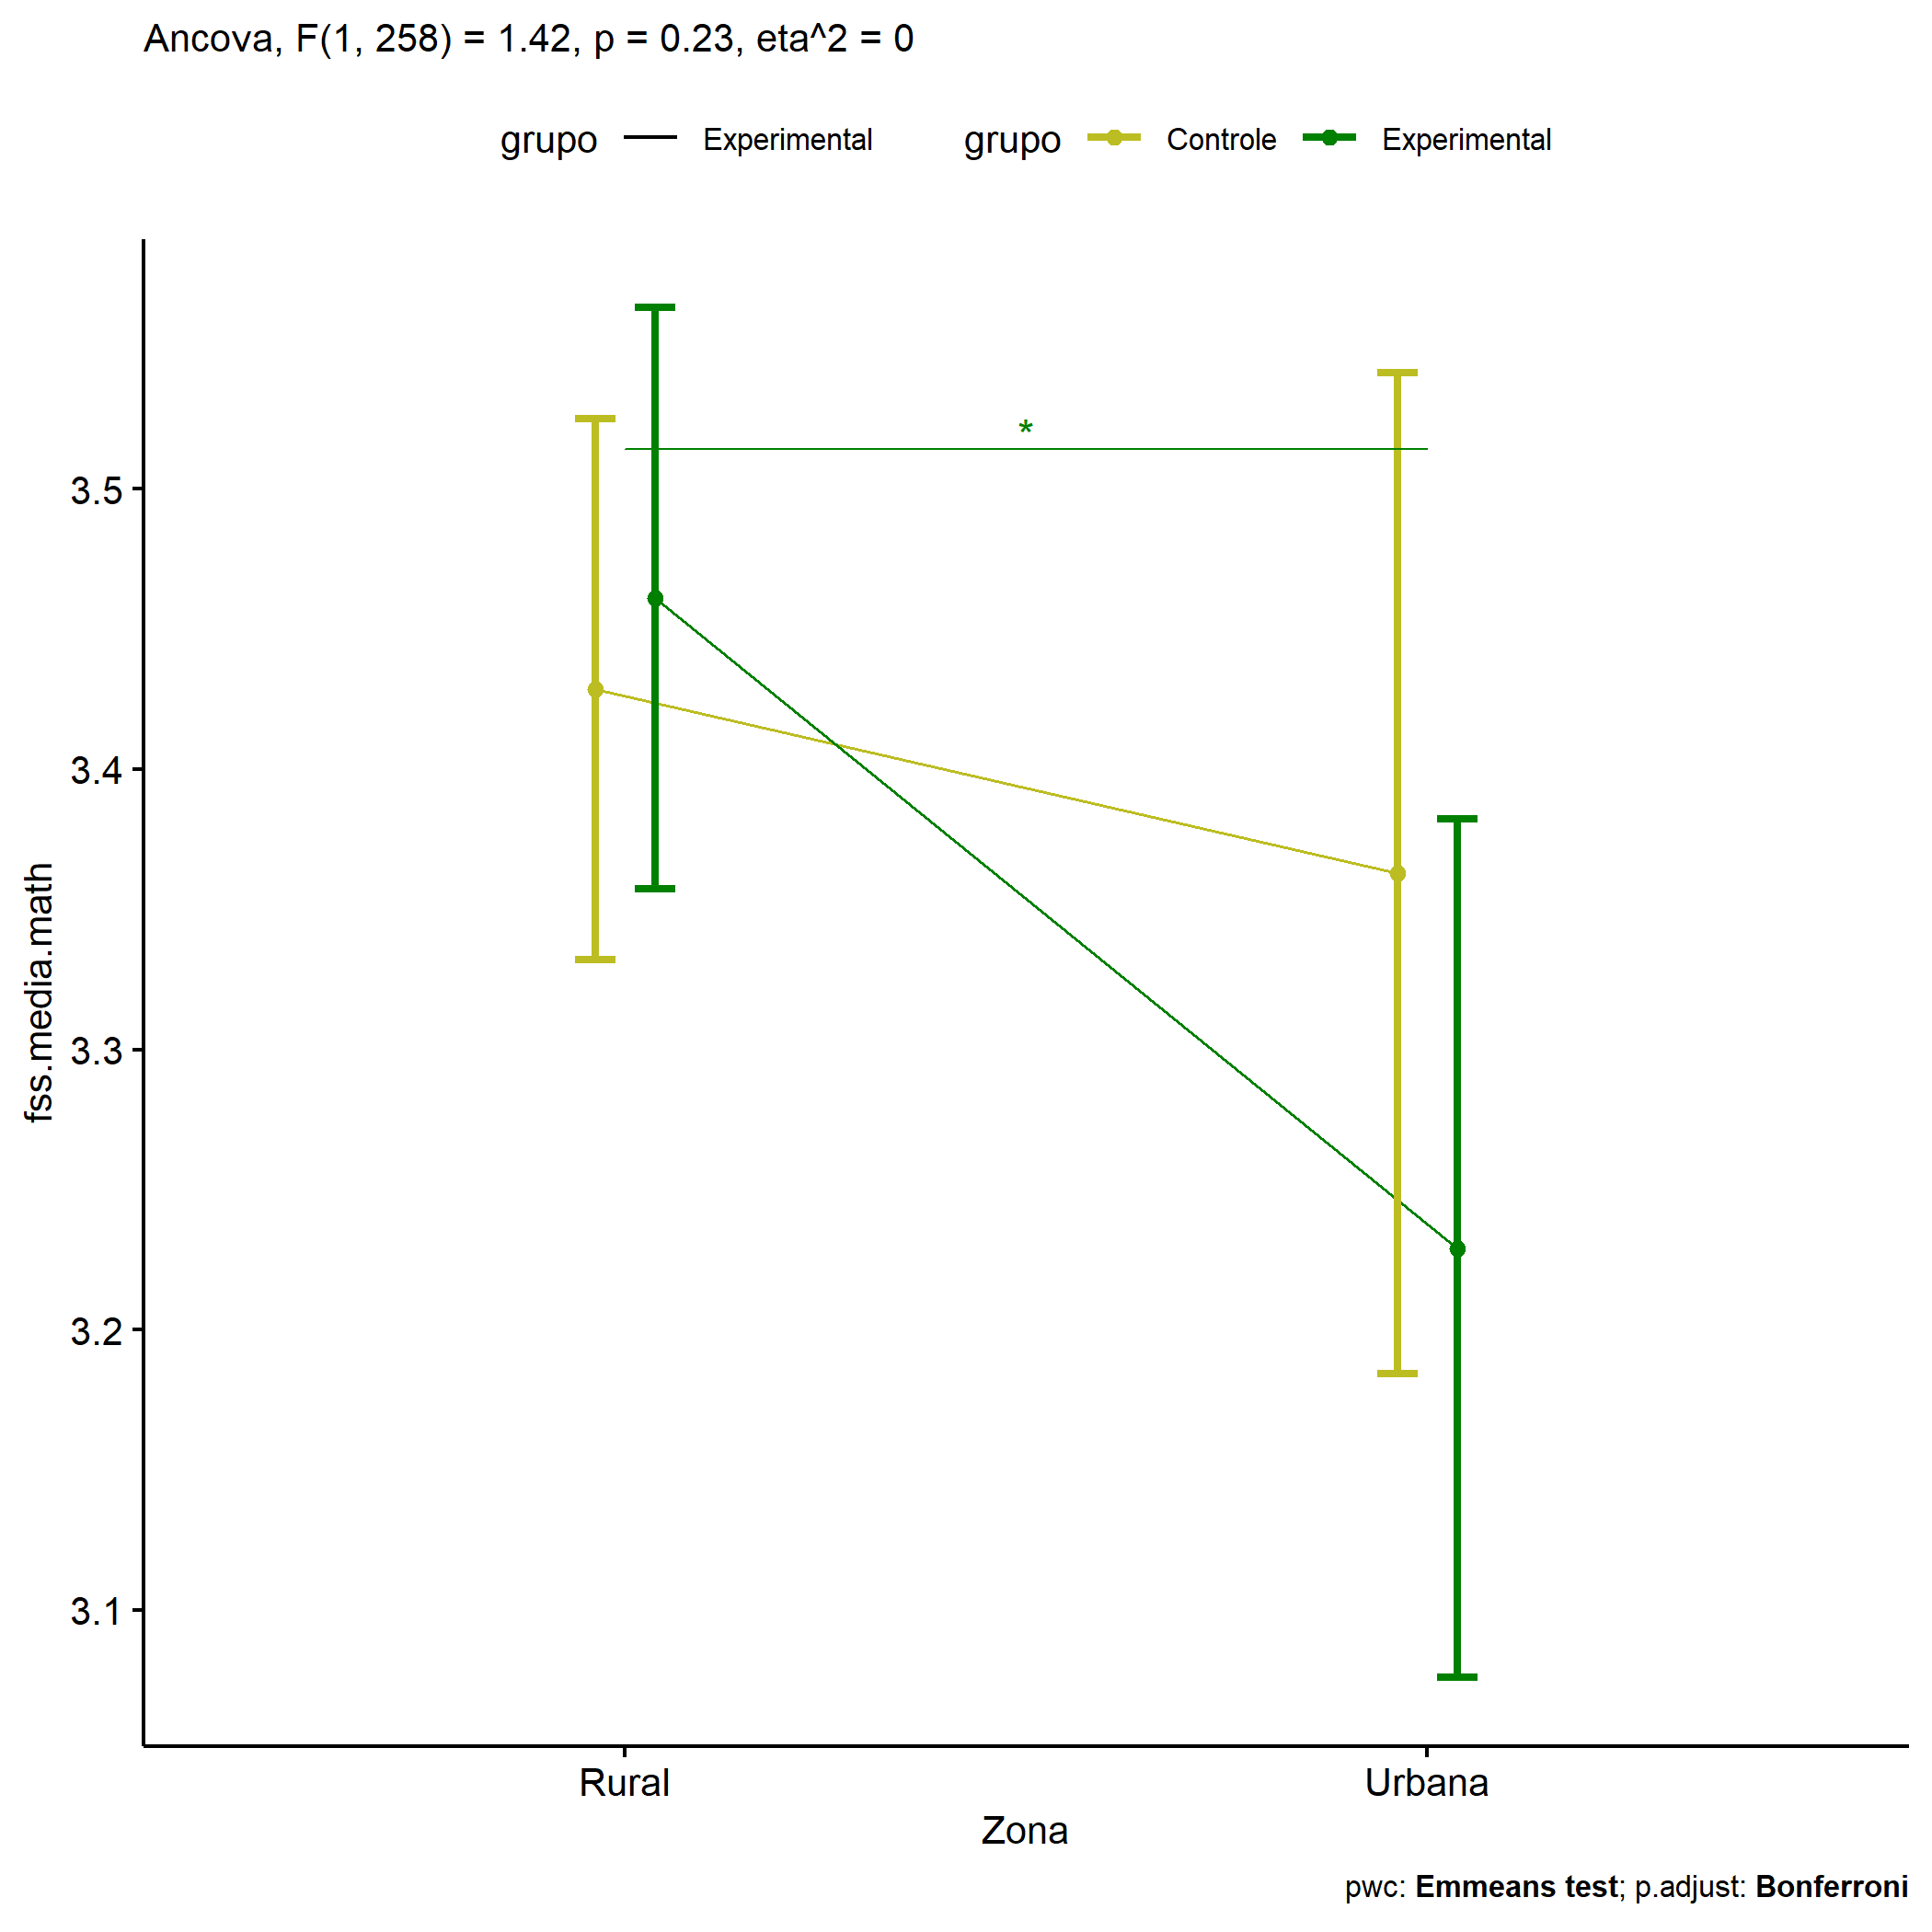 Ancova, F(1, 258) = 1.42, p = 0.23, eta^2 = 0
grupo Experimental grupo Controle Experimental
*
3.5
3.4
3.3
3.2
3.1
fss.media.math
Rural Urbana
Zona
pwc: Emmeans test; p.adjust: Bonferroni